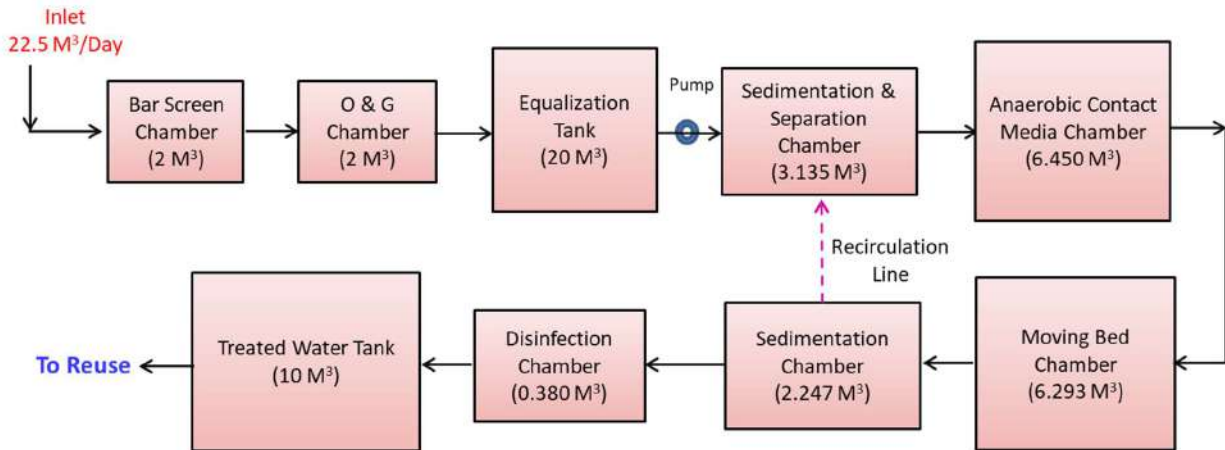 Inlet
22.5 M³/Day
Bar Screen
Chamber
(2 M³)
O & G
Chamber
(2 M³)
Equalization
Tank
(20 M³)
Pump
Sedimentation &
Separation
Chamber
(3.135 M³)
Anaerobic Contact
Media Chamber
(6.450 M³)
Recirculation
Line
Moving Bed
Chamber
(6.293 M³)
Sedimentation
Chamber
(2.247 M³)
Disinfection
Chamber
(0.380 M³)
Treated Water Tank
(10 M³)
To Reuse